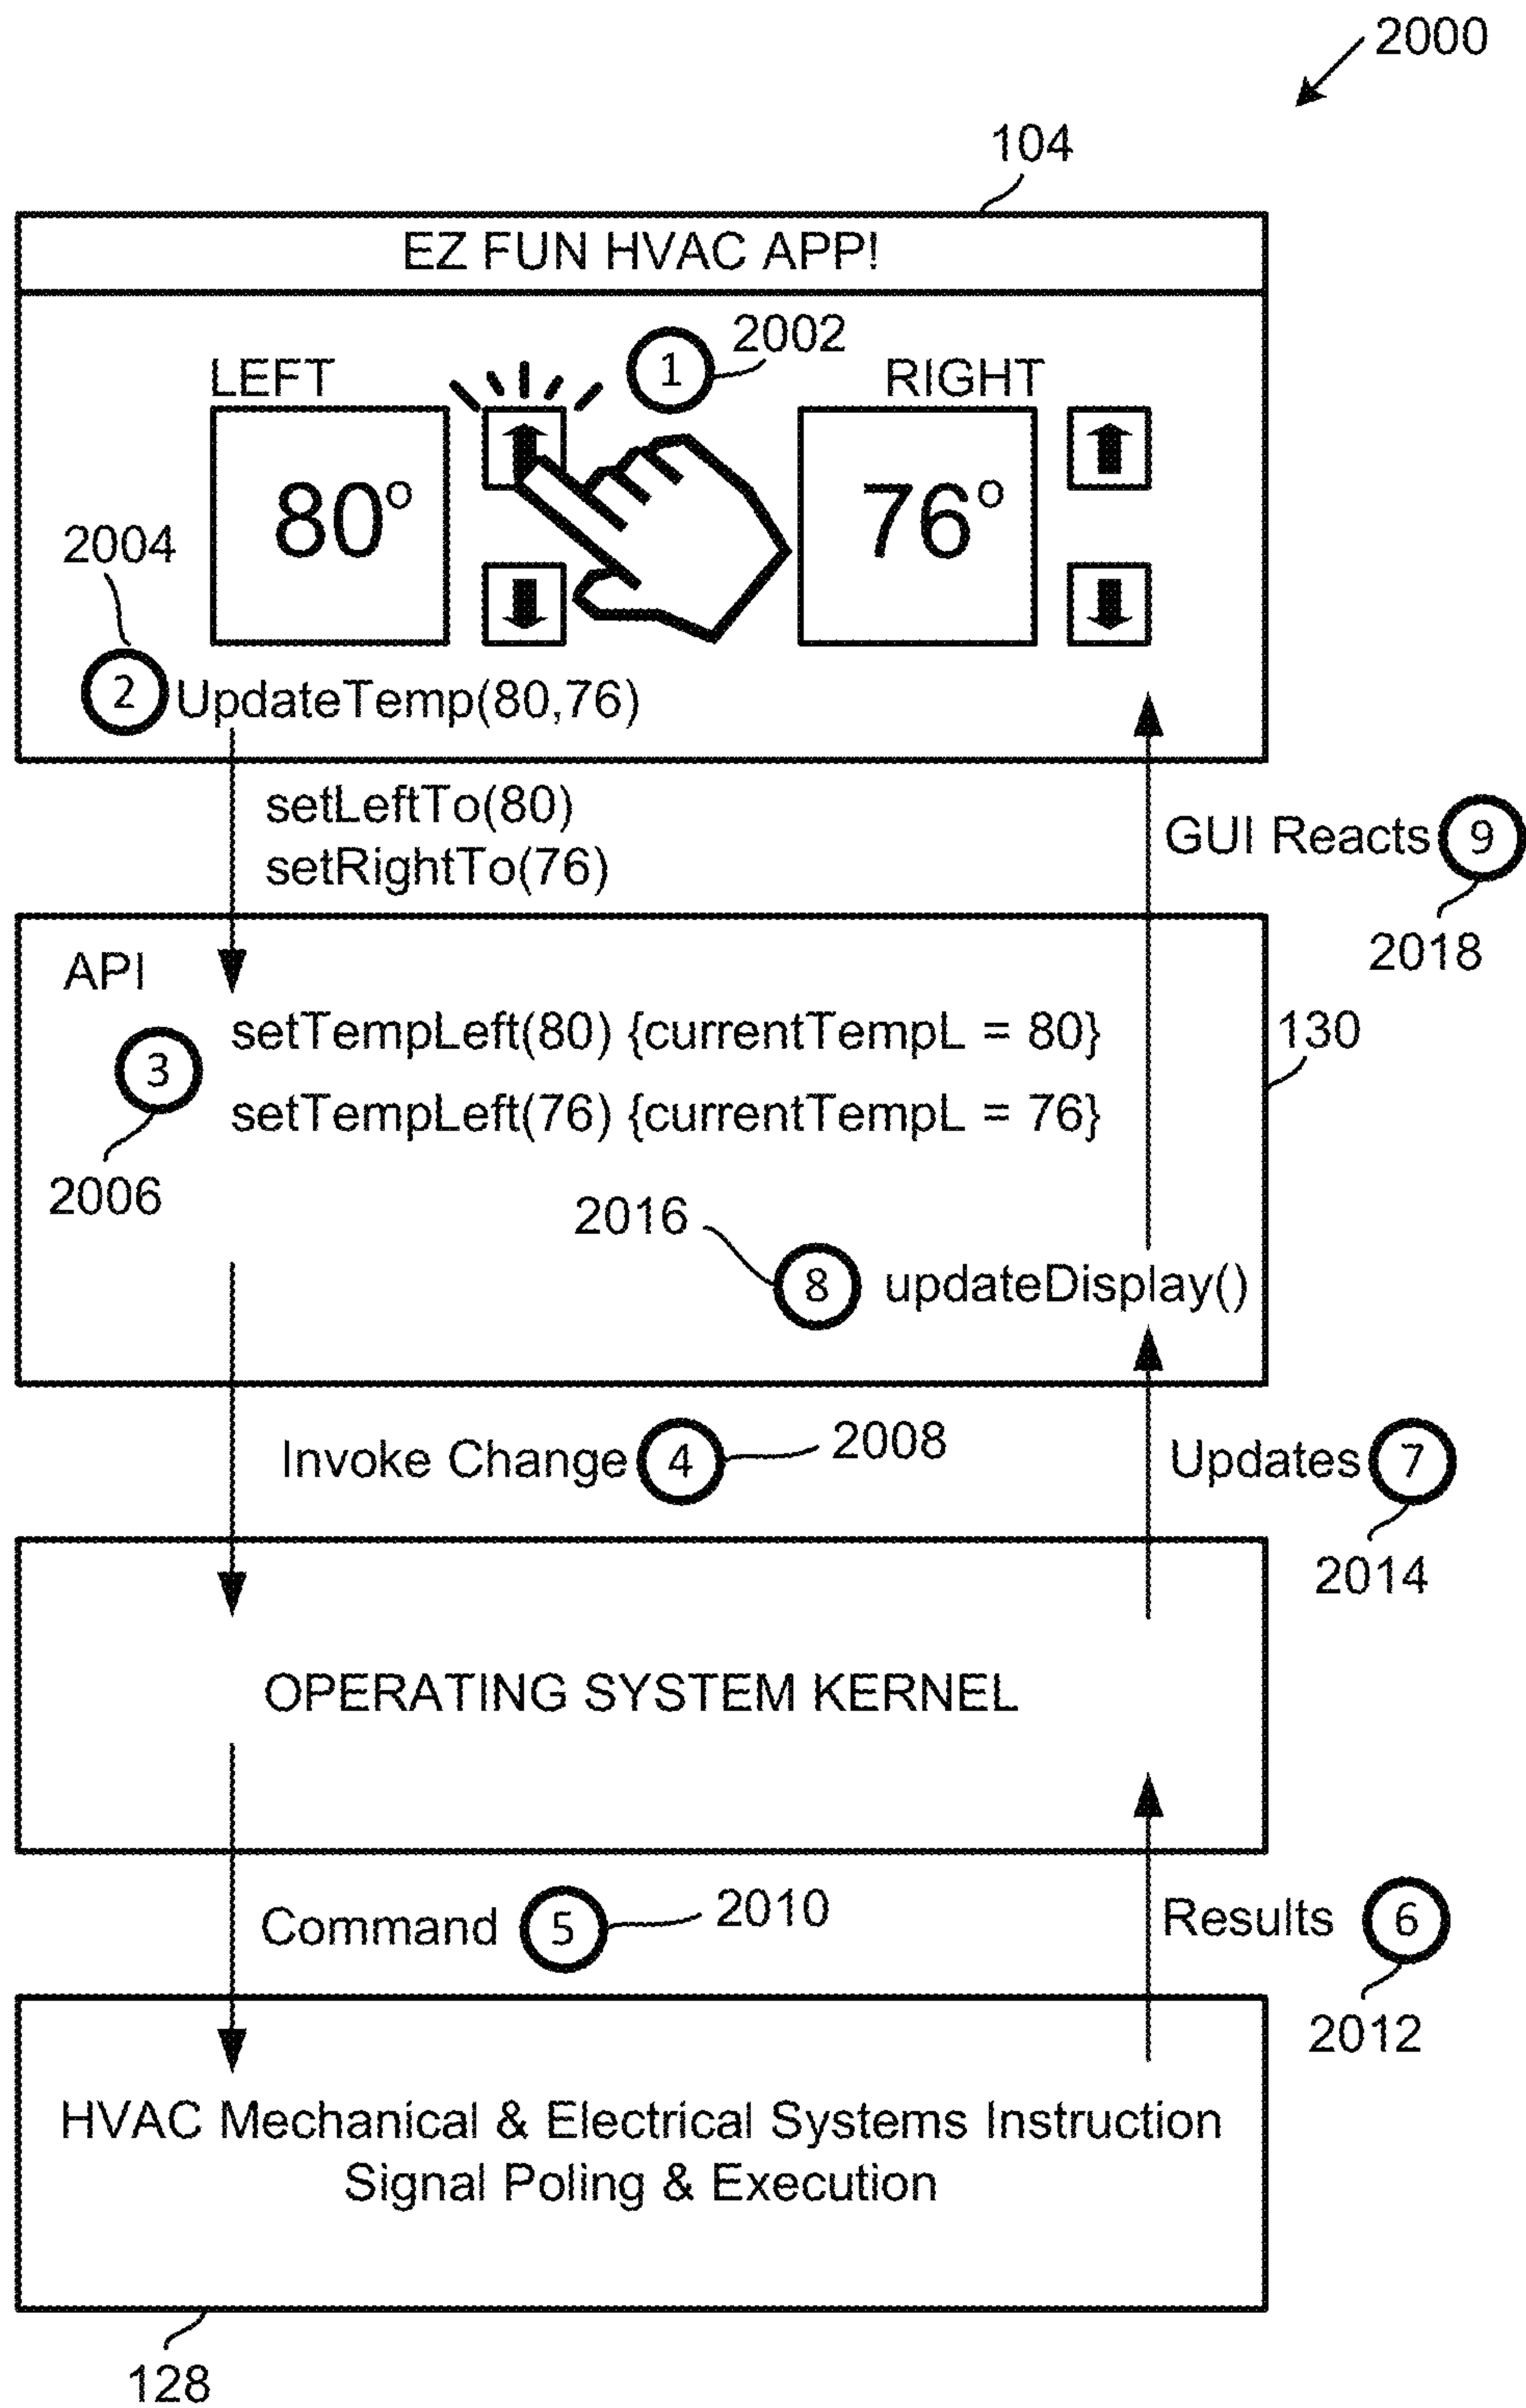 2000
104
EZ FUN HVAC APP!
1 2002
LEFT RIGHT
80° 76°
2004
2 UpdateTemp(80,76)
setLeftTo(80)
setRightTo(76)
GUI Reacts 9
2018
API
3 setTempLeft(80) {currentTempL = 80}
setTempLeft(76) {currentTempL = 76}
130
2006
2016
8 updateDisplay()
Invoke Change 4 2008
Updates 7
2014
OPERATING SYSTEM KERNEL
Command 5 2010
Results 6
2012
HVAC Mechanical & Electrical Systems Instruction
Signal Poling & Execution
128